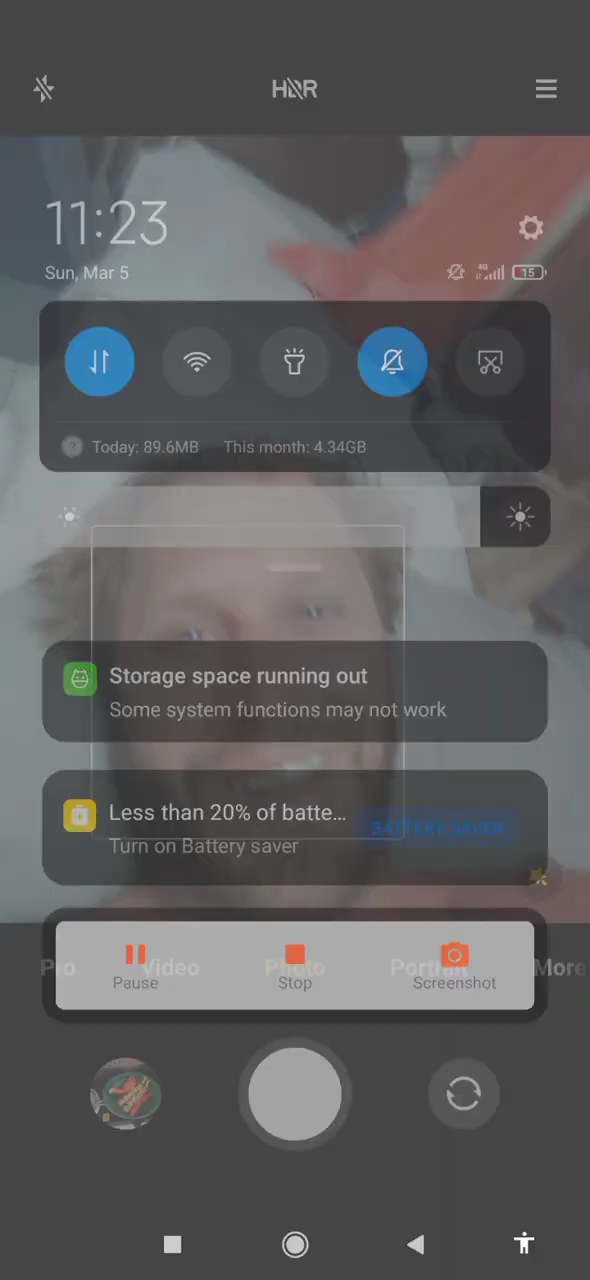 HDR
11:23
Sun, Mar 5
4G
15
Today: 89.6MB This month: 4.34GB
Storage space running out
Some system functions may not work
Less than 20% of batte...
BATTERY SAVER
Turn on Battery saver
Pro Video Photo Portrait More
Pause Stop Screenshot